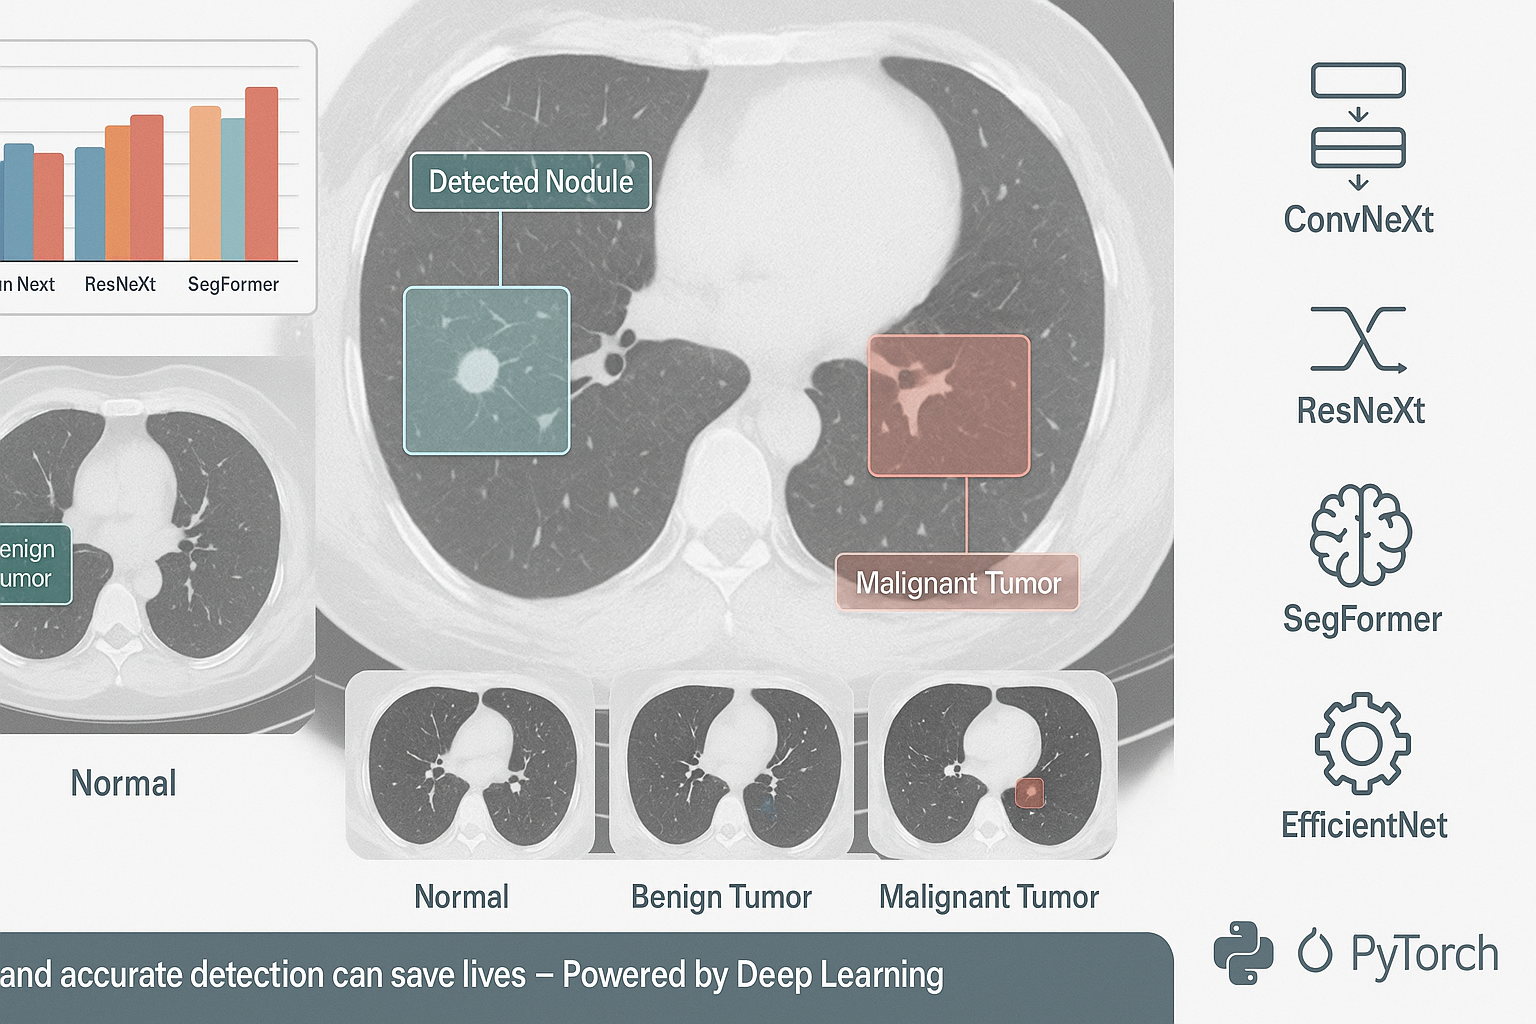 un Next
ResNeXt
SegFormer
enign
umor
Normal
Detected Nodule
Malignant Tumor
Normal
Benign Tumor
Malignant Tumor
and accurate detection can save lives – Powered by Deep Learning
ConvNeXt
ResNeXt
SegFormer
EfficientNet
PyTorch